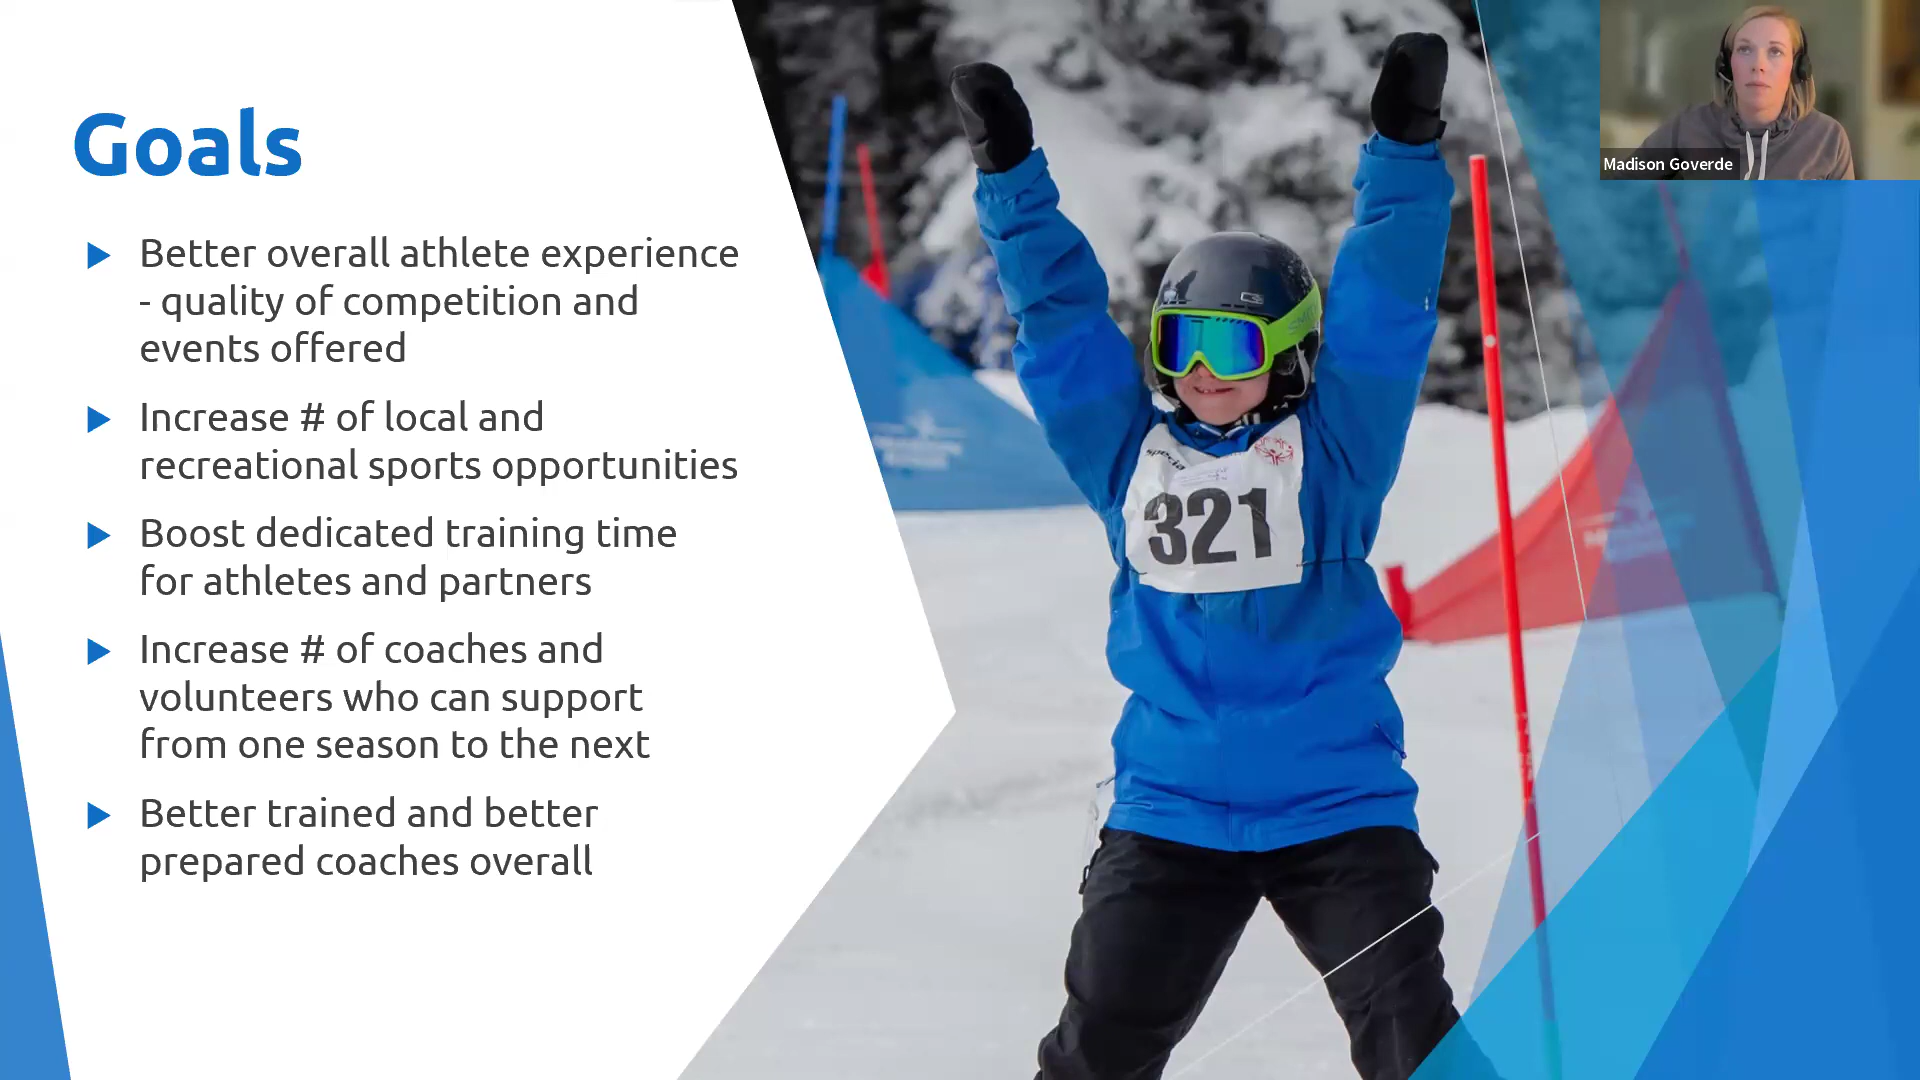 Goals
Better overall athlete experience
- quality of competition and
events offered
Increase # of local and
recreational sports opportunities
Boost dedicated training time
for athletes and partners
Increase # of coaches and
volunteers who can support
from one season to the next
Better trained and better
prepared coaches overall
321
Madison Goverde